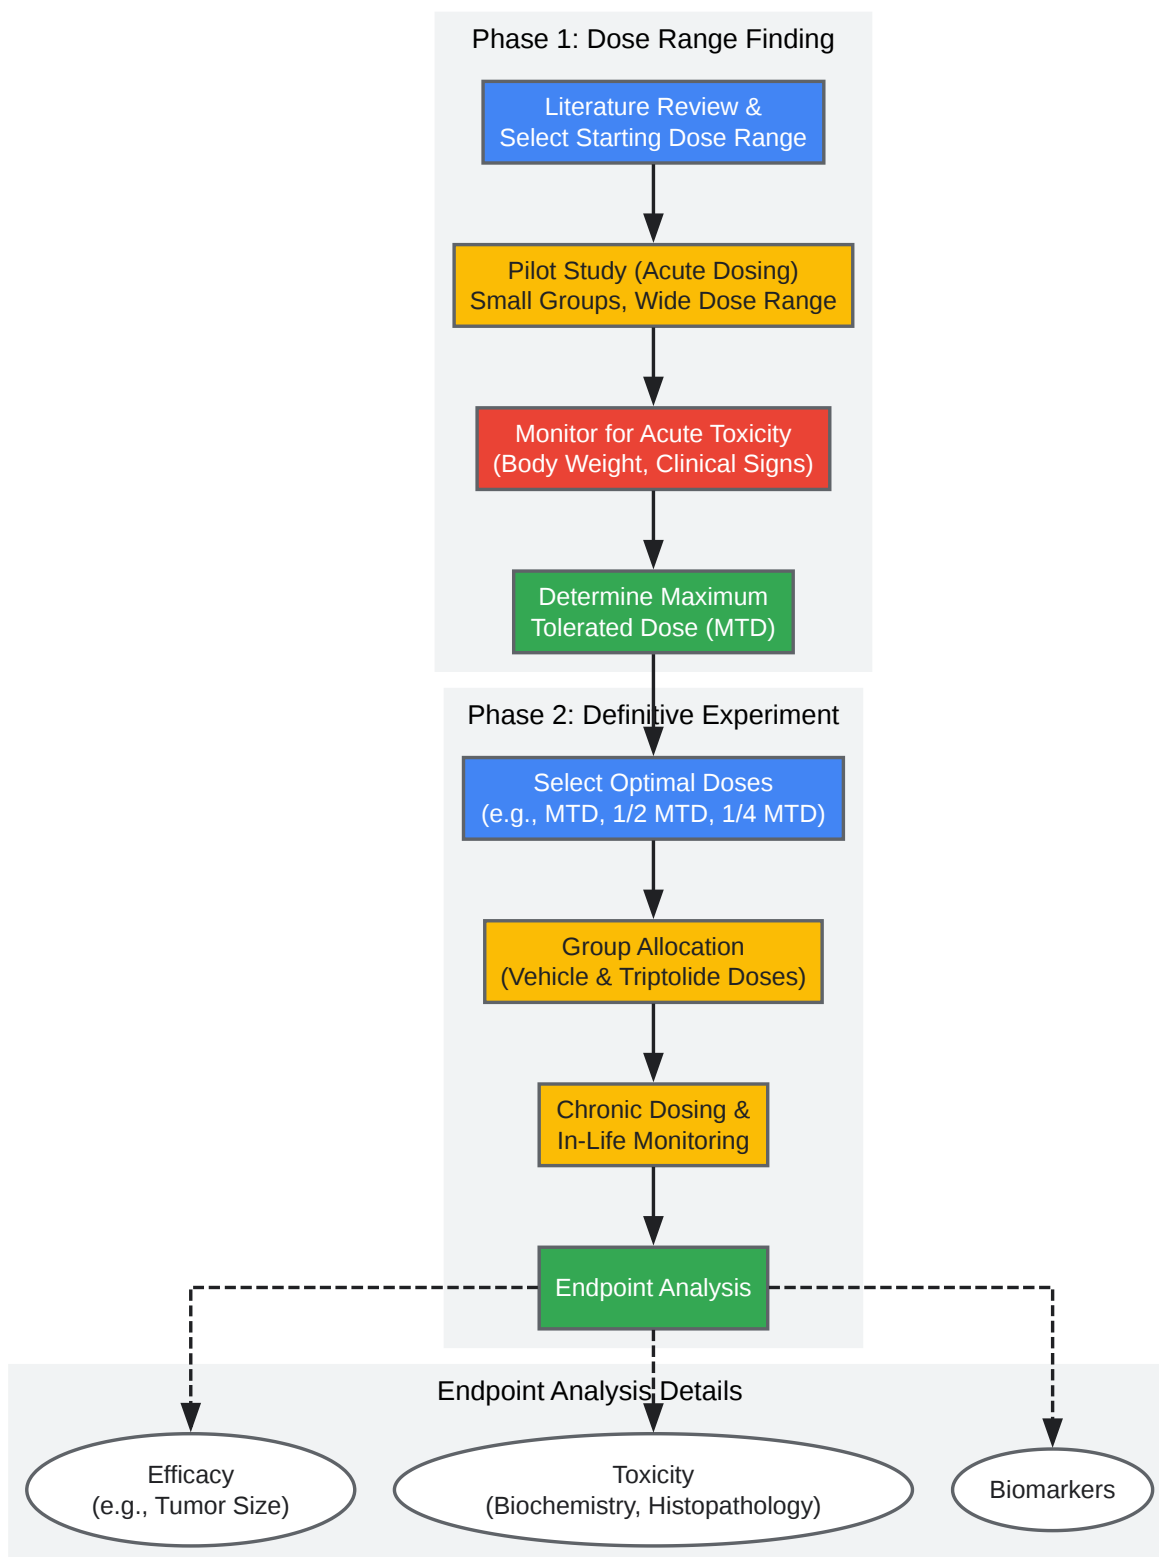 Phase 1: Dose Range Finding
Literature Review &
Select Starting Dose Range
Pilot Study (Acute Dosing)
Small Groups, Wide Dose Range
Monitor for Acute Toxicity
(Body Weight, Clinical Signs)
Determine Maximum
Tolerated Dose (MTD)
Phase 2: Definitive Experiment
Select Optimal Doses
(e.g., MTD, 1/2 MTD, 1/4 MTD)
Group Allocation
(Vehicle & Triptolide Doses)
Chronic Dosing &
In-Life Monitoring
Endpoint Analysis
Endpoint Analysis Details
Efficacy
(e.g., Tumor Size)
Toxicity
(Biochemistry, Histopathology)
Biomarkers